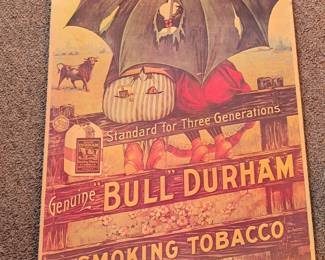 Standard for Three Generations
Genuine "BULL" DURHAM
SMOKING TOBACCO